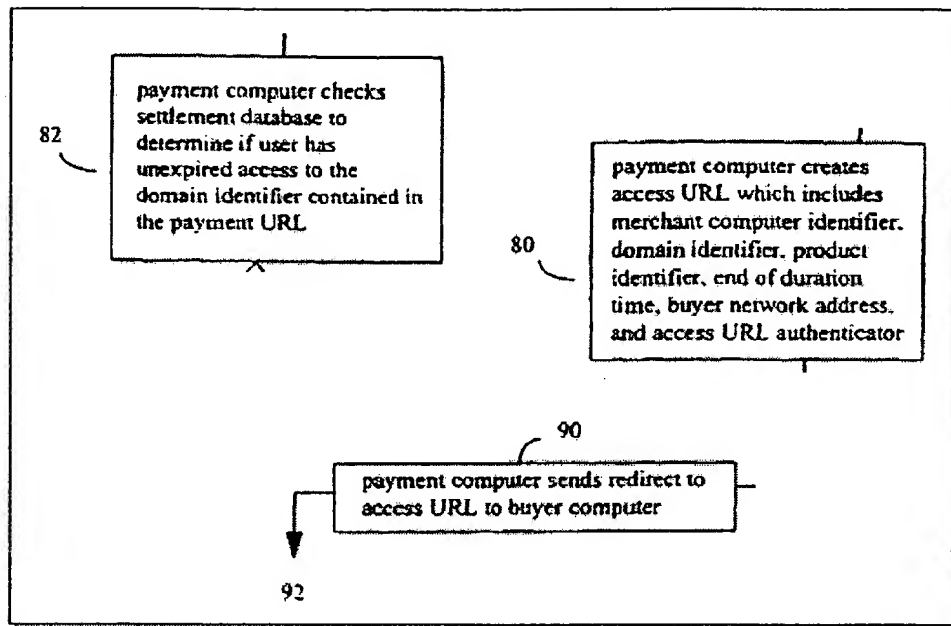 payment computer checks
settlement database to
determine if user has
unexpired access to the
domain identifier contained in
the payment URL
82
payment computer creates
access URL which includes
merchant computer identifier,
domain identifier, product
identifier, end of duration
time, buyer network address,
and access URL authenticator
80
90
payment computer sends redirect to
access URL to buyer computer
92